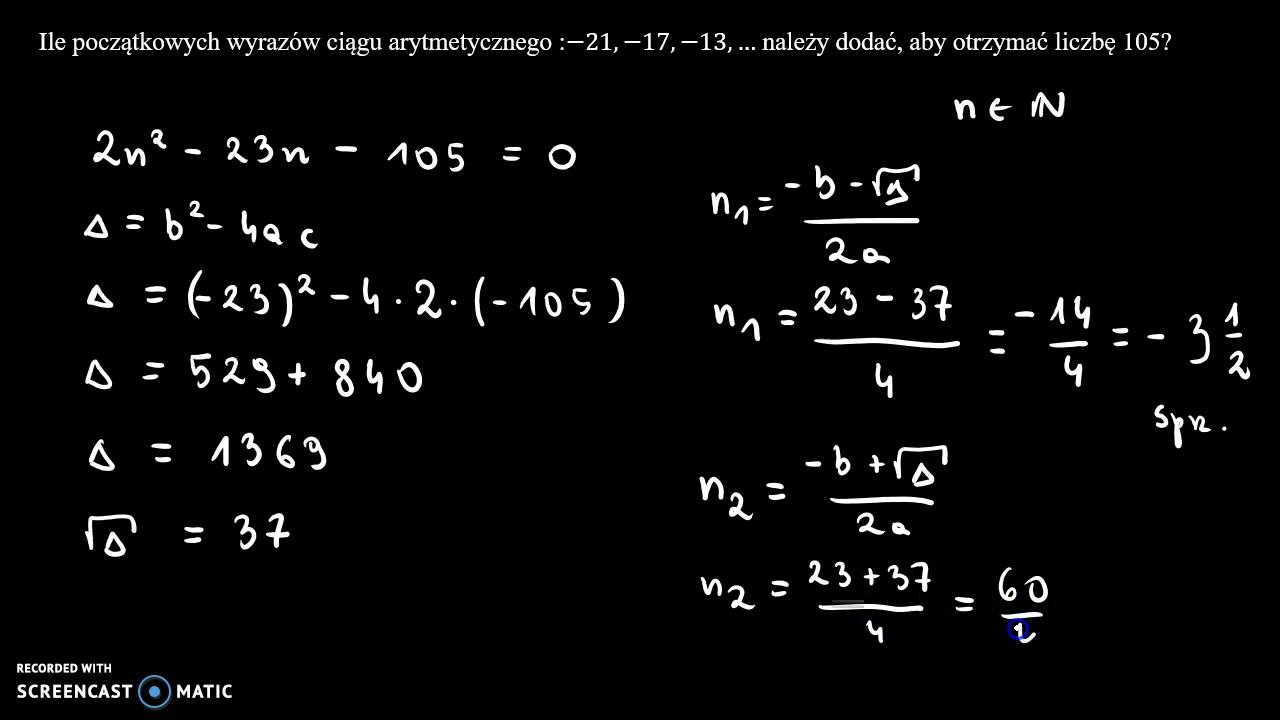 Ile początkowych wyrazów ciągu arytmetycznego :−21, −17, −13, ... należy dodać, aby otrzymać liczbę 105?
n ∈ ℕ
2n² - 23n - 105 = 0
Δ = b² - 4ac
Δ = (-23)² - 4 · 2 · (-105)
Δ = 529 + 840
Δ = 1369
√Δ = 37
n₁ = (-b - √Δ)/2a
n₁ = (23 - 37)/4 = -14/4 = -3 1/2
spr.
n₂ = (-b + √Δ)/2a
n₂ = (23 + 37)/4 = 60/
RECORDED WITH
SCREENCAST MATIC